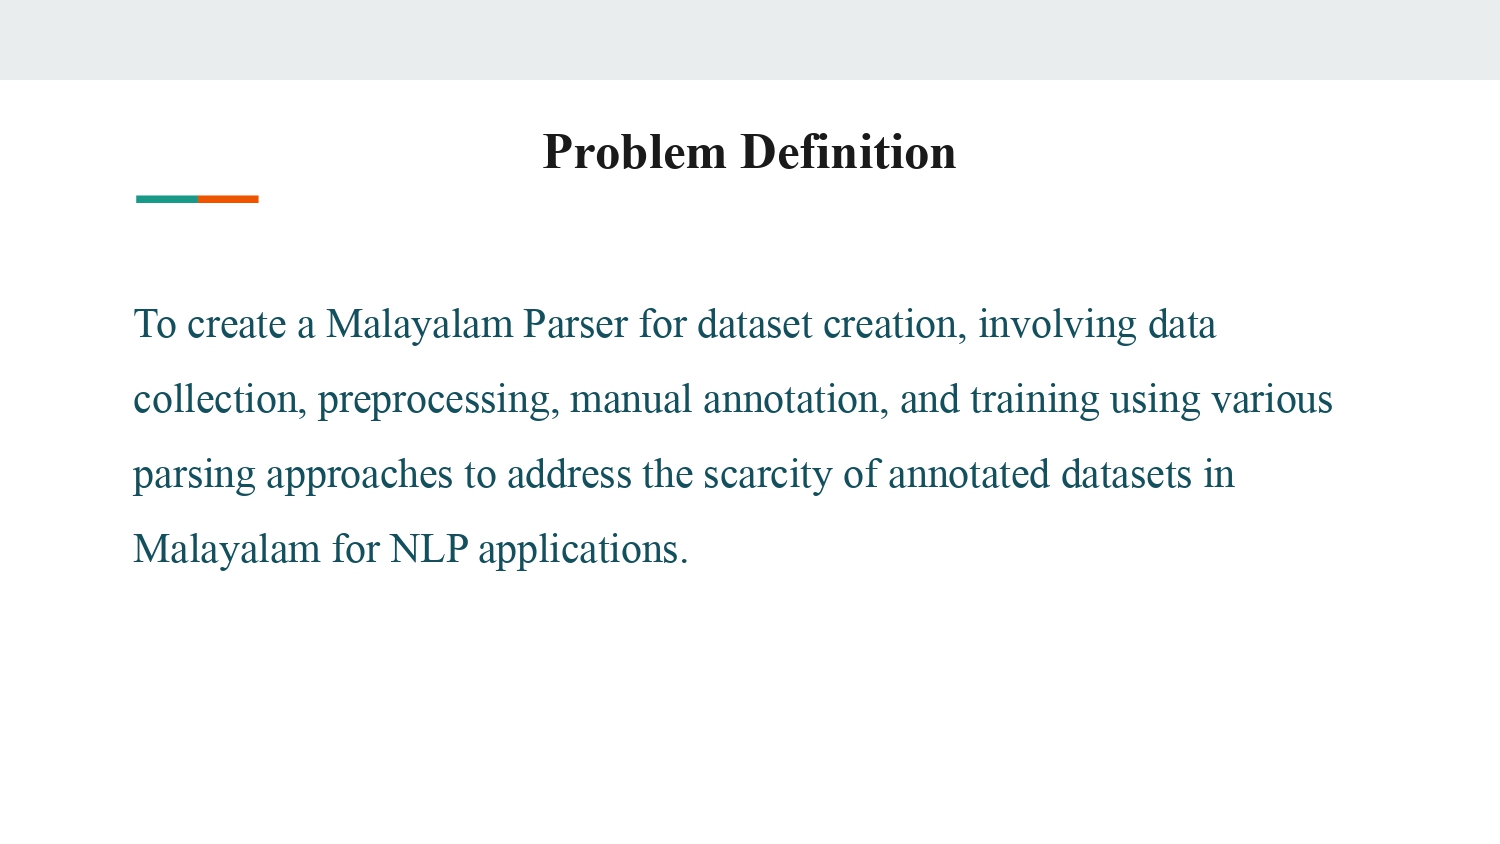 Problem Definition
To create a Malayalam Parser for dataset creation, involving data
collection, preprocessing, manual annotation, and training using various
parsing approaches to address the scarcity of annotated datasets in
Malayalam for NLP applications.